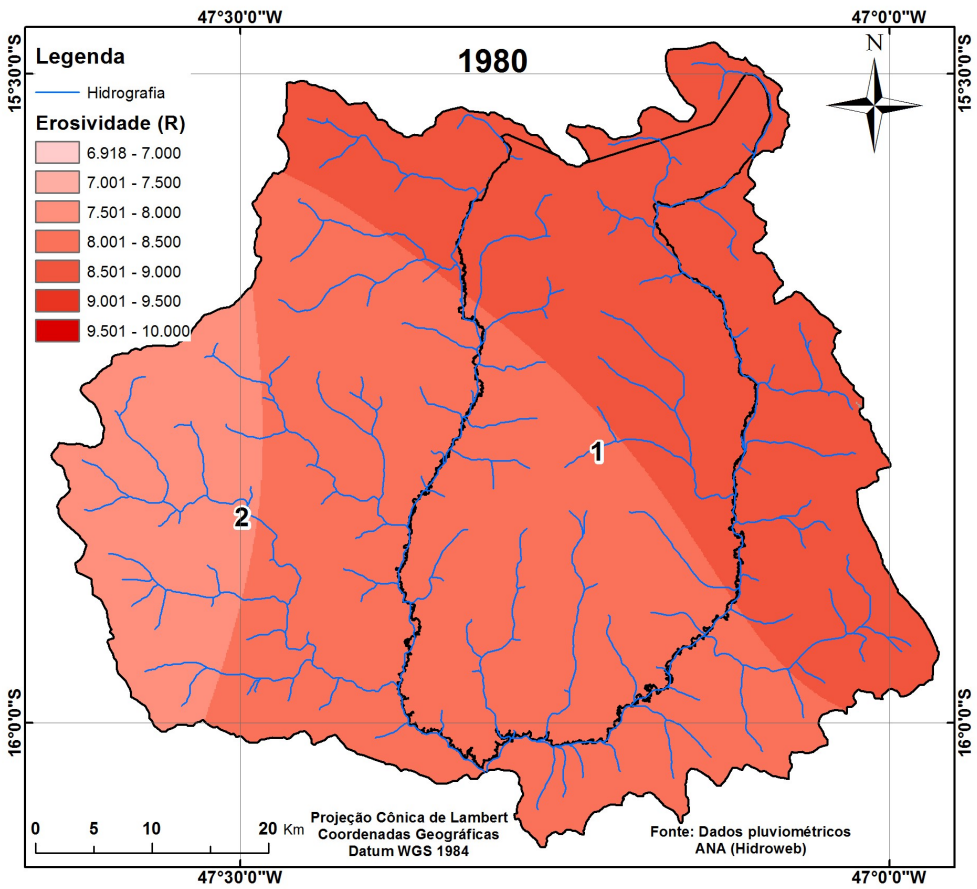 47°30'0"W
47°0'0"W
15°30'0"S
15°30'0"S
Legenda
1980
N
Hidrografia
Erosividade (R)
6.918 - 7.000
7.001 - 7.500
7.501 - 8.000
8.001 - 8.500
8.501 - 9.000
9.001 - 9.500
9.501 - 10.000
1
2
16°0'0"S
16°0'0"S
0 5 10 20 Km
Projeção Cônica de Lambert
Coordenadas Geográficas
Datum WGS 1984
Fonte: Dados pluviométricos
ANA (Hidroweb)
47°30'0"W
47°0'0"W